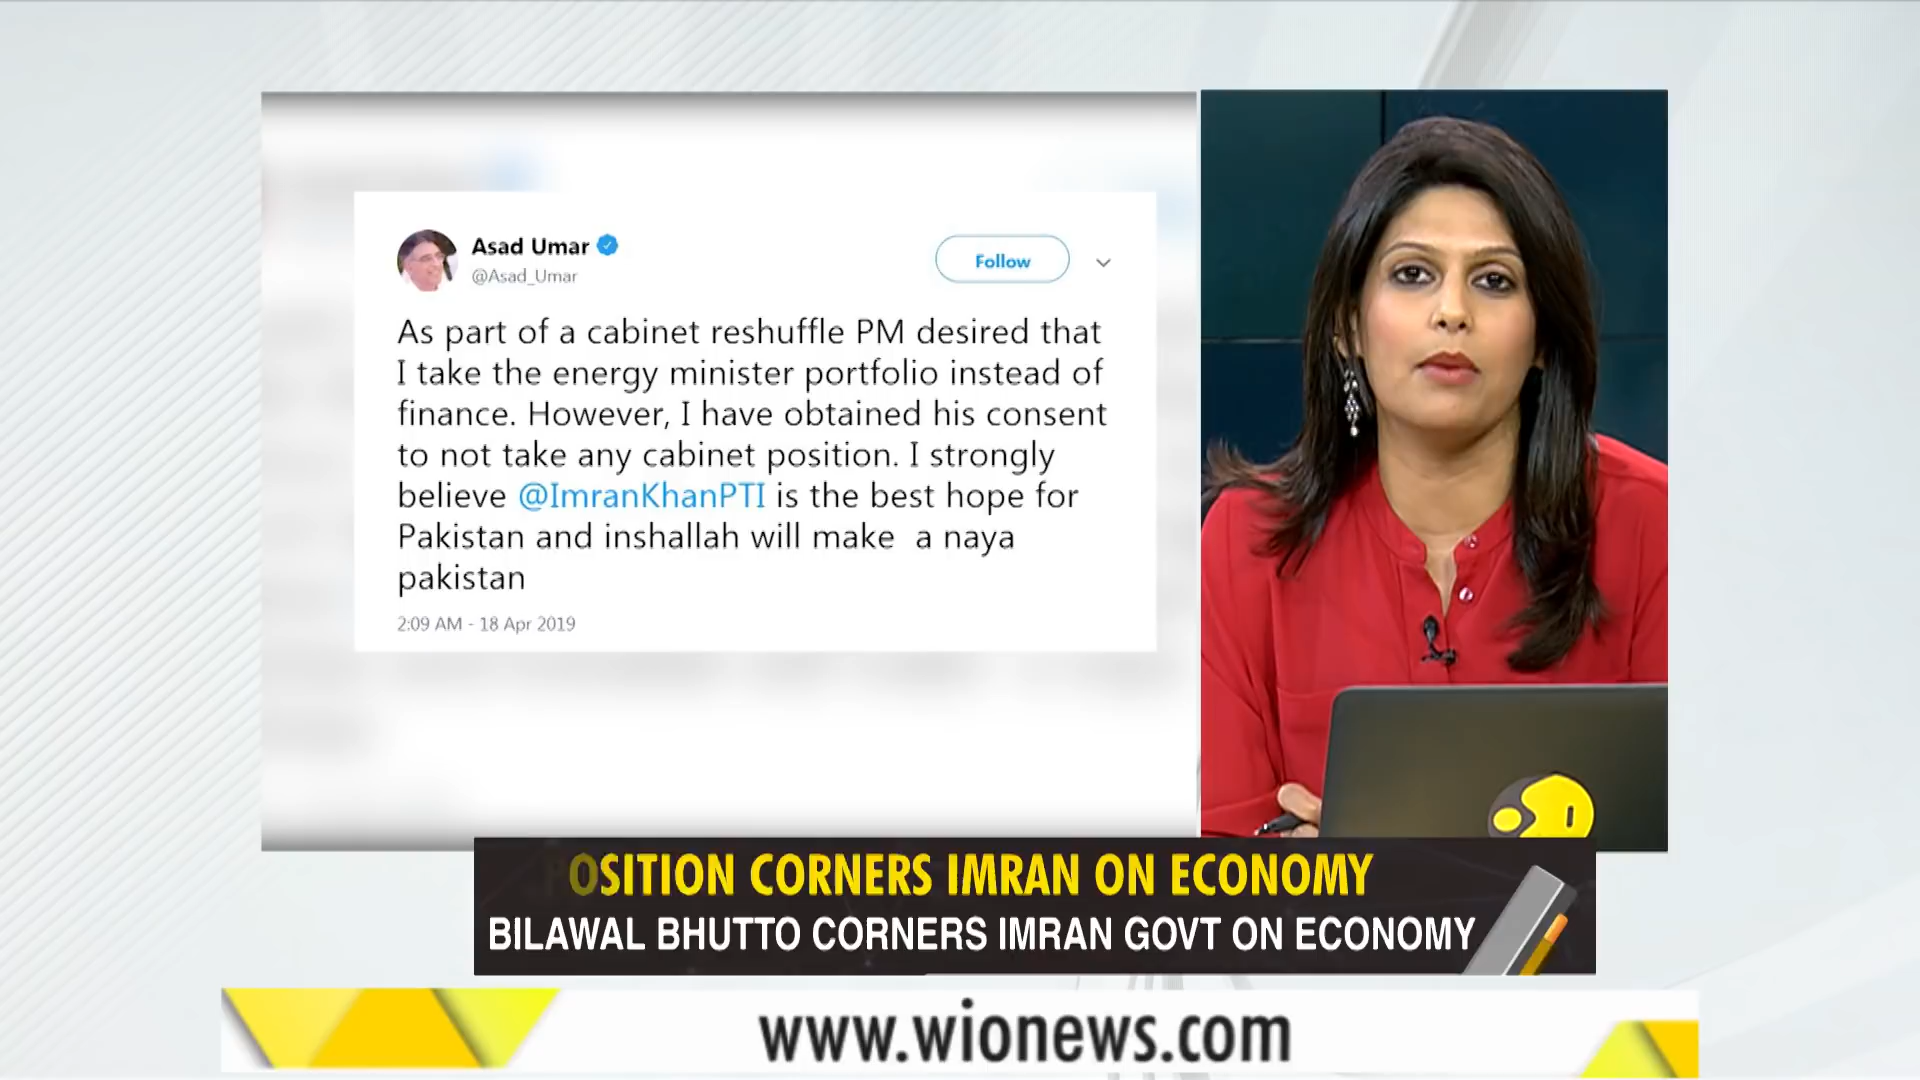 Asad Umar
@Asad_Umar
Follow
As part of a cabinet reshuffle PM desired that
I take the energy minister portfolio instead of
finance. However, I have obtained his consent
to not take any cabinet position. I strongly
believe @ImranKhanPTI is the best hope for
Pakistan and inshallah will make a naya
pakistan
2:09 AM - 18 Apr 2019
POSITION CORNERS IMRAN ON ECONOMY
BILAWAL BHUTTO CORNERS IMRAN GOVT ON ECONOMY
www.wionews.com